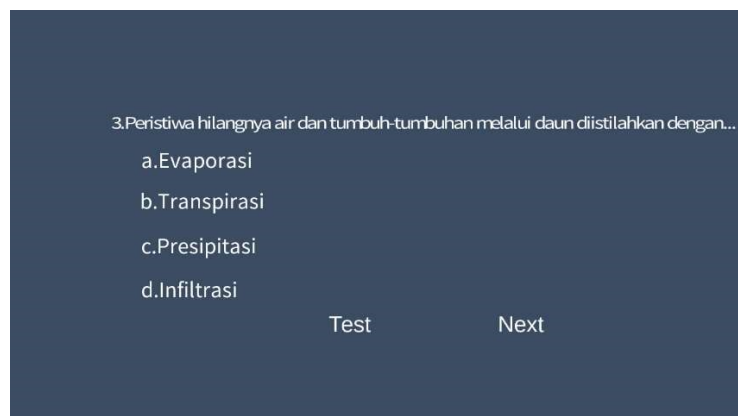 3.Peristiwa hilangnya air dan tumbuh-tumbuhan melalui daun diistilahkan dengan...
a.Evaporasi
b.Transpirasi
c.Presipitasi
d.Infiltrasi
Test Next